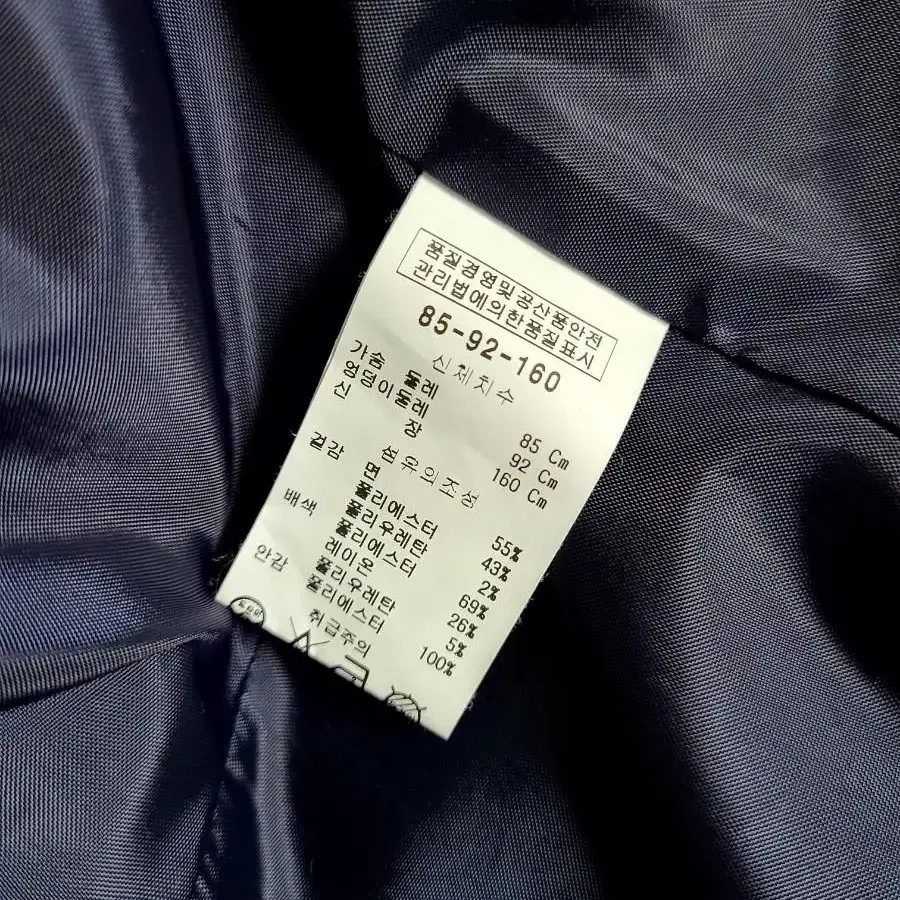 품질경영및공산품안전
관리법에의한품질표시
85-92-160
신체치수
가슴 둘레 85 Cm
엉덩이둘레 92 Cm
신 장 160 Cm
섬유의조성
겉감 면 55%
폴리에스터 43%
폴리우레탄 2%
배색 폴리에스터 69%
레이온 26%
폴리우레탄 5%
안감 폴리에스터 100%
취급주의